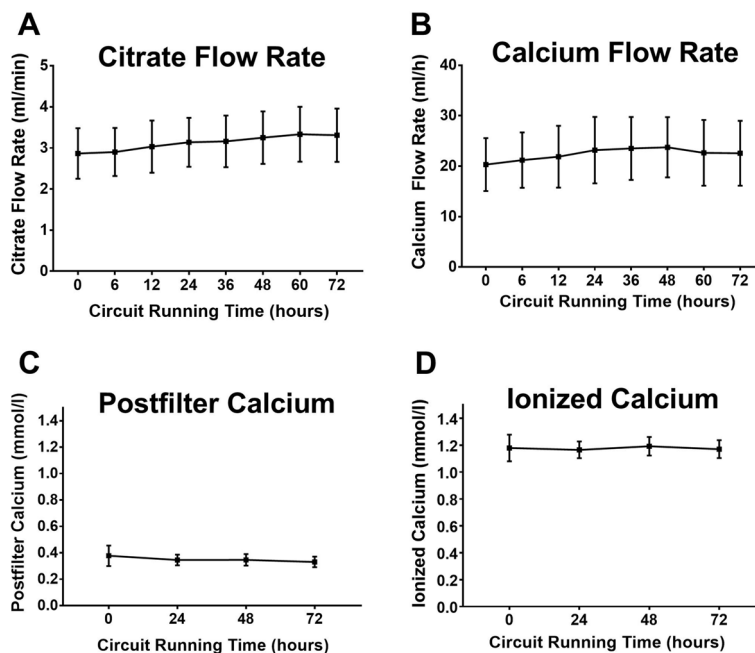 A
Citrate Flow Rate
Citrate Flow Rate (ml/min)
5
4
3
2
1
0
0 6 12 24 36 48 60 72
Circuit Running Time (hours)
B
Calcium Flow Rate
Calcium Flow Rate (ml/h)
40
30
20
10
0
0 6 12 24 36 48 60 72
Circuit Running Time (hours)
C
Postfilter Calcium
Postfilter Calcium (mmol/l)
1.4
1.2
1.0
0.8
0.6
0.4
0.2
0.0
0 24 48 72
Circuit Running Time (hours)
D
Ionized Calcium
Ionized Calcium (mmol/l)
1.4
1.2
1.0
0.8
0.6
0.4
0.2
0.0
0 24 48 72
Circuit Running Time (hours)